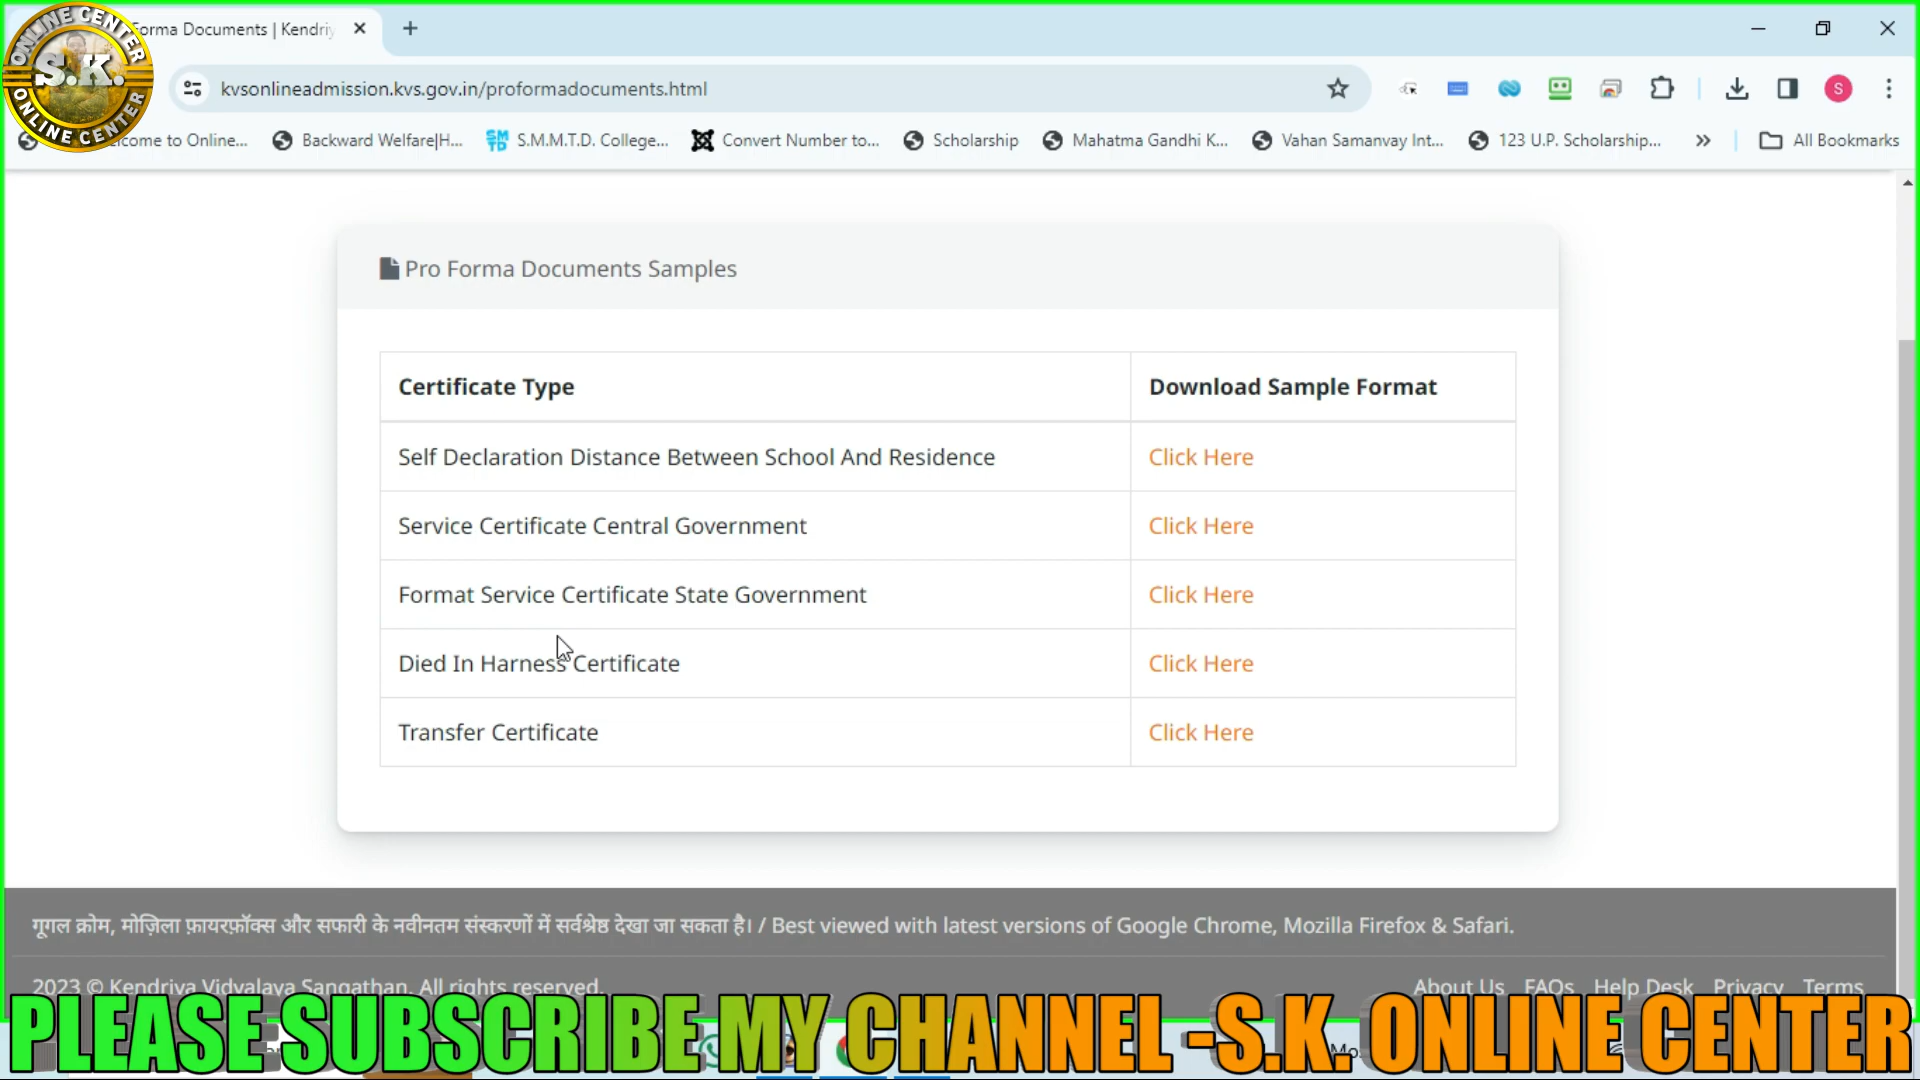 ONLINE CENTER
S.K.
ONLINE CENTER
orma Documents | Kendriy
kvsonlineadmission.kvs.gov.in/proformadocuments.html
S
come to Online...
Backward Welfare|H...
S.M.M.T.D. College...
Convert Number to...
Scholarship
Mahatma Gandhi K...
Vahan Samanvay Int...
123 U.P. Scholarship...
All Bookmarks
Pro Forma Documents Samples
Certificate Type Download Sample Format
Self Declaration Distance Between School And Residence Click Here
Service Certificate Central Government Click Here
Format Service Certificate State Government Click Here
Died In Harness Certificate Click Here
Transfer Certificate Click Here
गूगल क्रोम, मोज़िला फ़ायरफ़ॉक्स और सफारी के नवीनतम संस्करणों में सर्वश्रेष्ठ देखा जा सकता है। / Best viewed with latest versions of Google Chrome, Mozilla Firefox & Safari.
2023 © Kendriya Vidyalaya Sangathan. All rights reserved. About Us FAQs Help Desk Privacy Terms
PLEASE SUBSCRIBE MY CHANNEL -S.K. ONLINE CENTER